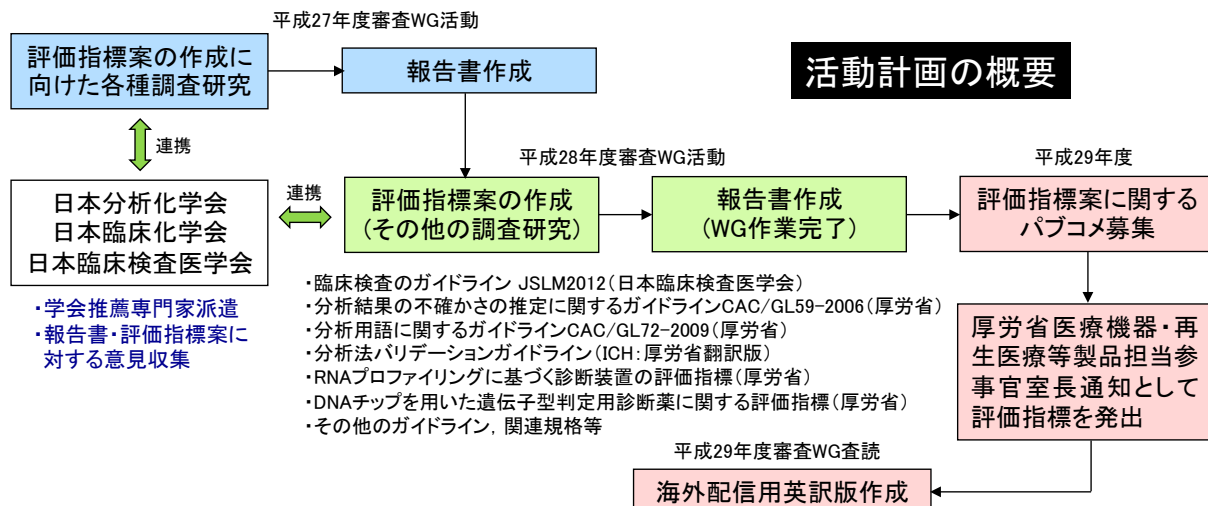 平成27年度審査WG活動
評価指標案の作成に
向けた各種調査研究
報告書作成
活動計画の概要
連携
平成28年度審査WG活動
平成29年度
日本分析化学会
日本臨床化学会
日本臨床検査医学会
連携
評価指標案の作成
(その他の調査研究)
報告書作成
(WG作業完了)
評価指標案に関する
パブコメ募集
・学会推薦専門家派遣
・報告書・評価指標案に
対する意見収集
・臨床検査のガイドライン JSLM2012(日本臨床検査医学会)
・分析結果の不確かさの推定に関するガイドラインCAC/GL59-2006(厚労省)
・分析用語に関するガイドラインCAC/GL72-2009(厚労省)
・分析法バリデーションガイドライン(ICH:厚労省翻訳版)
・RNAプロファイリングに基づく診断装置の評価指標(厚労省)
・DNAチップを用いた遺伝子型判定用診断薬に関する評価指標(厚労省)
・その他のガイドライン, 関連規格等
厚労省医療機器・再
生医療等製品担当参
事官室長通知として
評価指標を発出
平成29年度審査WG査読
海外配信用英訳版作成